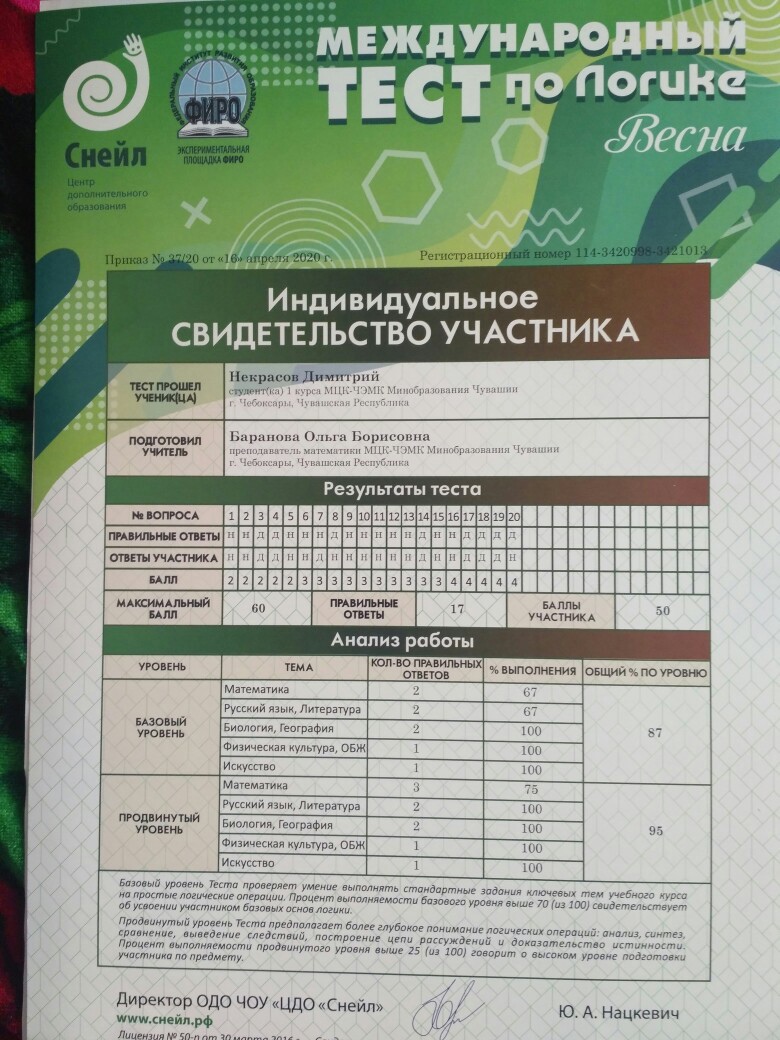 МЕЖДУНАРОДНЫЙ
ТЕСТ по Логике
Весна
Снейл
Центр
дополнительного
образования
ФЕДЕРАЛЬНЫЙ ИНСТИТУТ РАЗВИТИЯ ОБРАЗОВАНИЯ
ФИРО
ЭКСПЕРИМЕНТАЛЬНАЯ
ПЛОЩАДКА ФИРО
Приказ № 37/20 от «16» апреля 2020 г.
Регистрационный номер 114-3420998-3421013
Индивидуальное
СВИДЕТЕЛЬСТВО УЧАСТНИКА
ТЕСТ ПРОШЕЛ
УЧЕНИК(ЦА)
Некрасов Димитрий
студент(ка) 1 курса МЦК-ЧЭМК Минобразования Чувашии
г. Чебоксары, Чувашская Республика
ПОДГОТОВИЛ
УЧИТЕЛЬ
Баранова Ольга Борисовна
преподаватель математики МЦК-ЧЭМК Минобразования Чувашии
г. Чебоксары, Чувашская Республика
Результаты теста
№ ВОПРОСА 1 2 3 4 5 6 7 8 9 10 11 12 13 14 15 16 17 18 19 20
ПРАВИЛЬНЫЕ ОТВЕТЫ
ОТВЕТЫ УЧАСТНИКА
БАЛЛ 2 2 2 2 2 3 3 3 3 3 3 3 3 3 3 4 4 4 4 4
МАКСИМАЛЬНЫЙ
БАЛЛ
60
ПРАВИЛЬНЫЕ
ОТВЕТЫ
17
БАЛЛЫ
УЧАСТНИКА
50
Анализ работы
УРОВЕНЬ ТЕМА КОЛ-ВО ПРАВИЛЬНЫХ ОТВЕТОВ % ВЫПОЛНЕНИЯ ОБЩИЙ % ПО УРОВНЮ
БАЗОВЫЙ
УРОВЕНЬ
Математика 2 67
Русский язык, Литература 2 67
Биология, География 2 100
Физическая культура, ОБЖ 1 100
Искусство 1 100
87
ПРОДВИНУТЫЙ
УРОВЕНЬ
Математика 3 75
Русский язык, Литература 2 100
Биология, География 2 100
Физическая культура, ОБЖ 1 100
Искусство 1 100
95
Базовый уровень Теста проверяет умение выполнять стандартные задания ключевых тем учебного курса
на простые логические операции. Процент выполняемости базового уровня выше 70 (из 100) свидетельствует
об усвоении участником базовых основ логики.
Продвинутый уровень Теста предполагает более глубокое понимание логических операций: анализ, синтез,
сравнение, выведение следствий, построение цепи рассуждений и доказательство истинности.
Процент выполняемости продвинутого уровня выше 25 (из 100) говорит о высоком уровне подготовки
участника по предмету.
Директор ОДО ЧОУ «ЦДО «Снейл»
Ю. А. Нацкевич
www.снейл.рф
Лицензия № 50-п от 30 марта 2016 г.